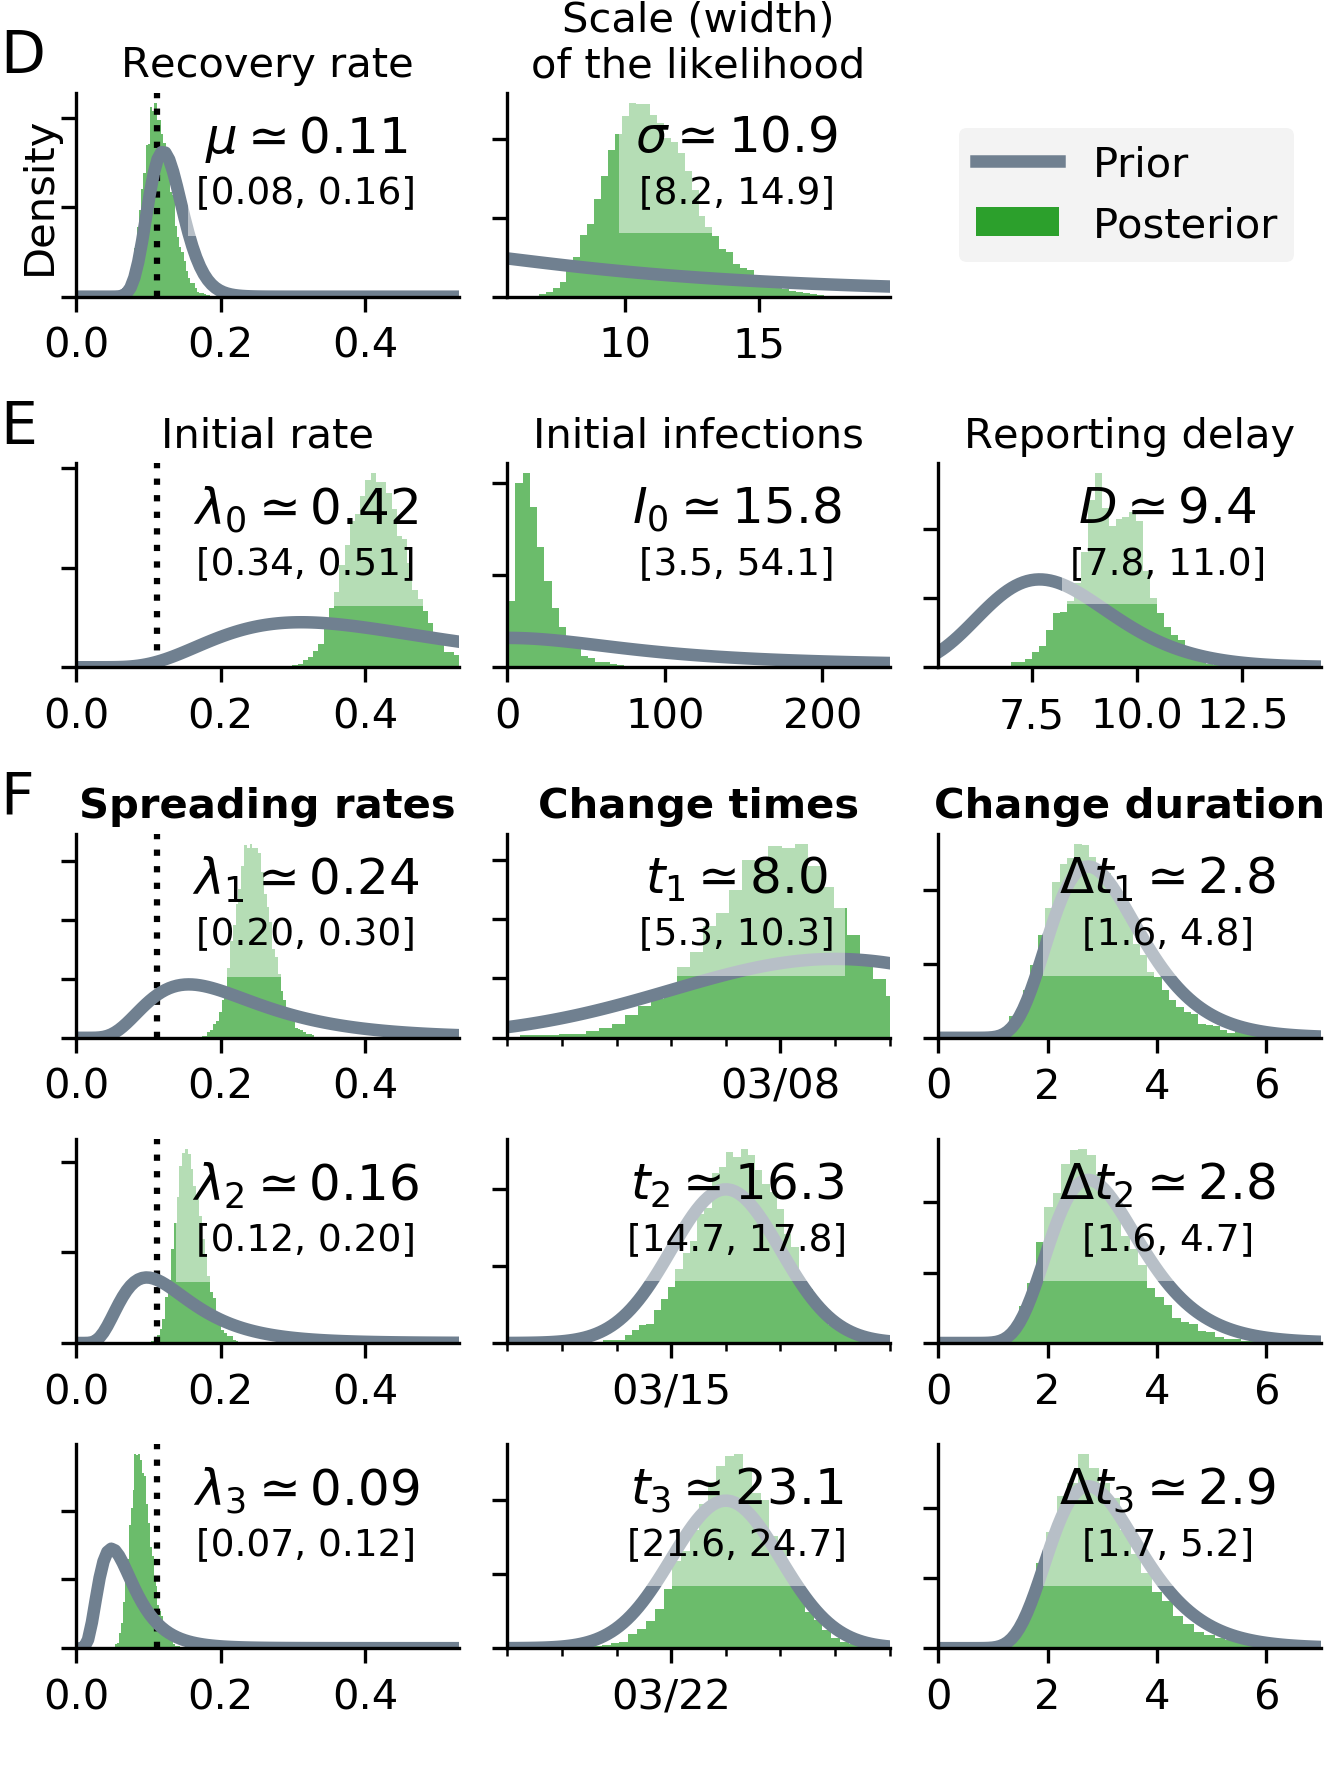 D
Recovery rate
Scale (width)
of the likelihood
Density
μ ≃ 0.11
[0.08, 0.16]
σ ≃ 10.9
[8.2, 14.9]
Prior
Posterior
0.0 0.2 0.4
10 15
E
Initial rate
Initial infections
Reporting delay
λ0 ≃ 0.42
[0.34, 0.51]
I0 ≃ 15.8
[3.5, 54.1]
D ≃ 9.4
[7.8, 11.0]
0.0 0.2 0.4
0 100 200
7.5 10.0 12.5
F
Spreading rates
Change times
Change duration
λ1 ≃ 0.24
[0.20, 0.30]
t1 ≃ 8.0
[5.3, 10.3]
Δt1 ≃ 2.8
[1.6, 4.8]
0.0 0.2 0.4
03/08
0 2 4 6
λ2 ≃ 0.16
[0.12, 0.20]
t2 ≃ 16.3
[14.7, 17.8]
Δt2 ≃ 2.8
[1.6, 4.7]
0.0 0.2 0.4
03/15
0 2 4 6
λ3 ≃ 0.09
[0.07, 0.12]
t3 ≃ 23.1
[21.6, 24.7]
Δt3 ≃ 2.9
[1.7, 5.2]
0.0 0.2 0.4
03/22
0 2 4 6